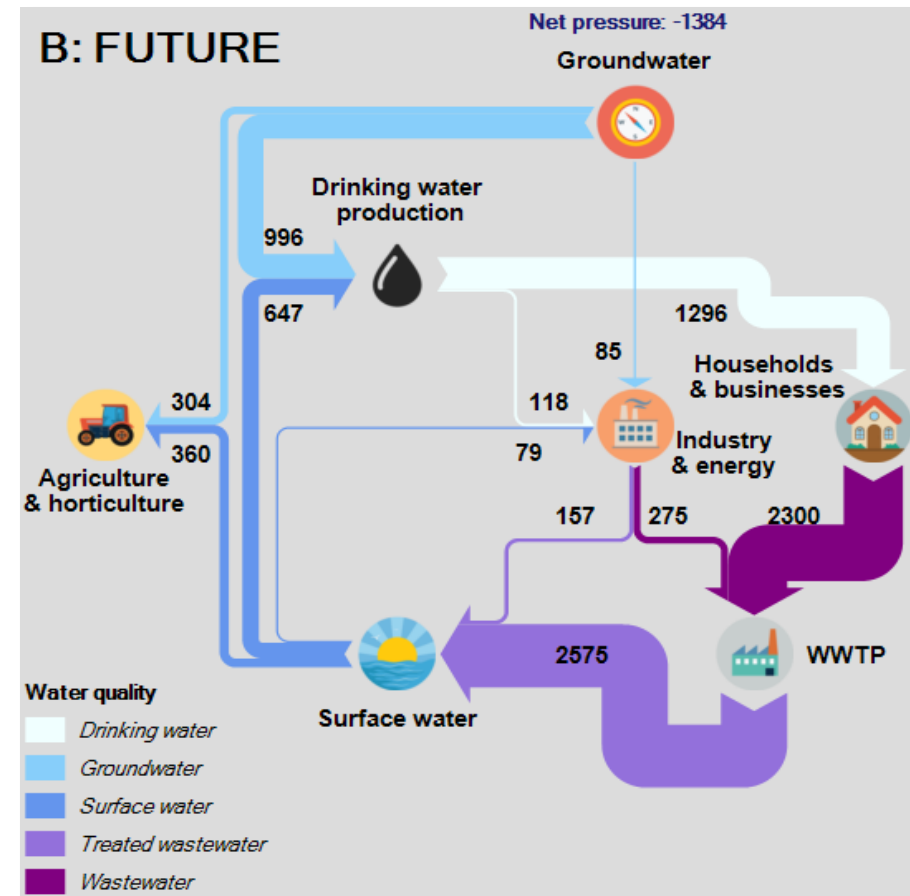 Net pressure: -1384
B: FUTURE
Groundwater
Drinking water
production
996
647
1296
85
Households
& businesses
304
118
360
79
Industry
& energy
Agriculture
& horticulture
157
275
2300
2575
WWTP
Surface water
Water quality
Drinking water
Groundwater
Surface water
Treated wastewater
Wastewater